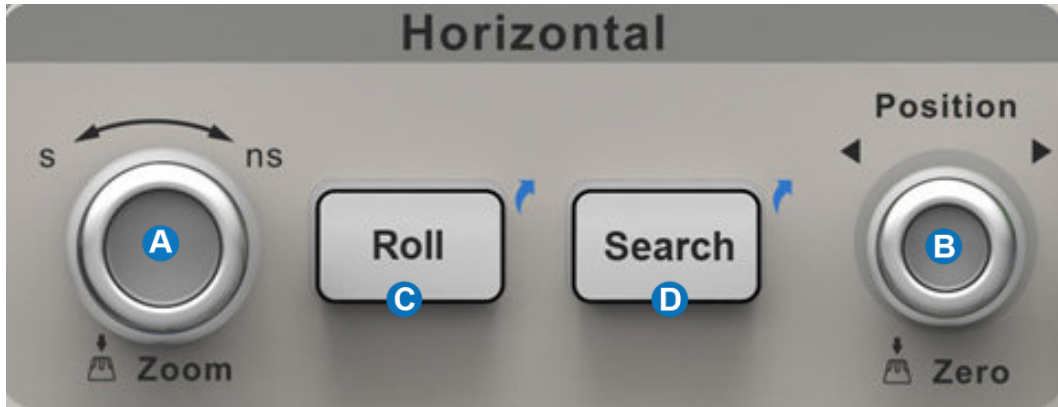 Horizontal
Position
s
ns
Roll
Search
A
B
C
D
Zoom
Zero